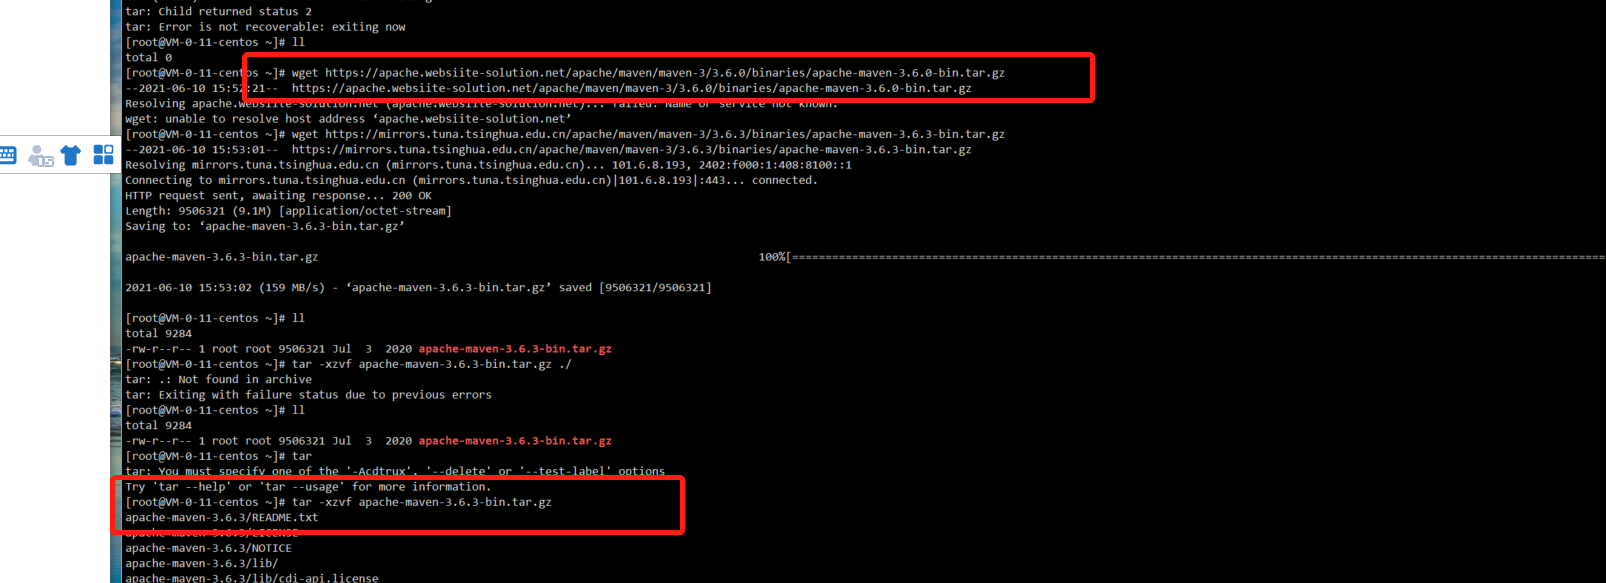 tar: Child returned status 2
tar: Error is not recoverable: exiting now
[root@VM-0-11-centos ~]# ll
total 0
[root@VM-0-11-centos ~]# wget https://apache.websiite-solution.net/apache/maven/maven-3/3.6.0/binaries/apache-maven-3.6.0-bin.tar.gz
--2021-06-10 15:52:21--  https://apache.websiite-solution.net/apache/maven/maven-3/3.6.0/binaries/apache-maven-3.6.0-bin.tar.gz
Resolving apache.websiite-solution.net (apache.websiite-solution.net)... failed: Name or service not known.
wget: unable to resolve host address ‘apache.websiite-solution.net’
[root@VM-0-11-centos ~]# wget https://mirrors.tuna.tsinghua.edu.cn/apache/maven/maven-3/3.6.3/binaries/apache-maven-3.6.3-bin.tar.gz
--2021-06-10 15:53:01--  https://mirrors.tuna.tsinghua.edu.cn/apache/maven/maven-3/3.6.3/binaries/apache-maven-3.6.3-bin.tar.gz
Resolving mirrors.tuna.tsinghua.edu.cn (mirrors.tuna.tsinghua.edu.cn)... 101.6.8.193, 2402:f000:1:408:8100::1
Connecting to mirrors.tuna.tsinghua.edu.cn (mirrors.tuna.tsinghua.edu.cn)|101.6.8.193|:443... connected.
HTTP request sent, awaiting response... 200 OK
Length: 9506321 (9.1M) [application/octet-stream]
Saving to: ‘apache-maven-3.6.3-bin.tar.gz’
apache-maven-3.6.3-bin.tar.gz 100%[==========================================================================================================================
2021-06-10 15:53:02 (159 MB/s) - ‘apache-maven-3.6.3-bin.tar.gz’ saved [9506321/9506321]
[root@VM-0-11-centos ~]# ll
total 9284
-rw-r--r-- 1 root root 9506321 Jul  3  2020 apache-maven-3.6.3-bin.tar.gz
[root@VM-0-11-centos ~]# tar -xzvf apache-maven-3.6.3-bin.tar.gz ./
tar: .: Not found in archive
tar: Exiting with failure status due to previous errors
[root@VM-0-11-centos ~]# ll
total 9284
-rw-r--r-- 1 root root 9506321 Jul  3  2020 apache-maven-3.6.3-bin.tar.gz
[root@VM-0-11-centos ~]# tar
tar: You must specify one of the '-Acdtrux', '--delete' or '--test-label' options
Try 'tar --help' or 'tar --usage' for more information.
[root@VM-0-11-centos ~]# tar -xzvf apache-maven-3.6.3-bin.tar.gz
apache-maven-3.6.3/README.txt
apache-maven-3.6.3/LICENSE
apache-maven-3.6.3/NOTICE
apache-maven-3.6.3/lib/
apache-maven-3.6.3/lib/cdi-api.license